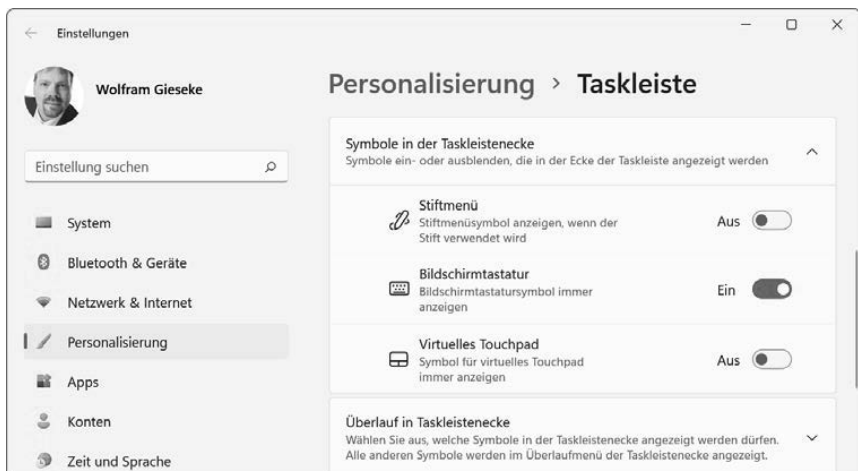 Einstellungen
Wolfram Gieseke
Einstellung suchen
System
Bluetooth & Geräte
Netzwerk & Internet
Personalisierung
Apps
Konten
Zeit und Sprache
Personalisierung > Taskleiste
Symbole in der Taskleistenecke
Symbole ein- oder ausblenden, die in der Ecke der Taskleiste angezeigt werden
Stiftmenü
Stiftmenüsymbol anzeigen, wenn der
Stift verwendet wird
Aus
Bildschirmtastatur
Bildschirmtastatursymbol immer
anzeigen
Ein
Virtuelles Touchpad
Symbol für virtuelles Touchpad
immer anzeigen
Aus
Überlauf in Taskleistenecke
Wählen Sie aus, welche Symbole in der Taskleistenecke angezeigt werden dürfen.
Alle anderen Symbole werden im Überlaufmenü der Taskleistenecke angezeigt.